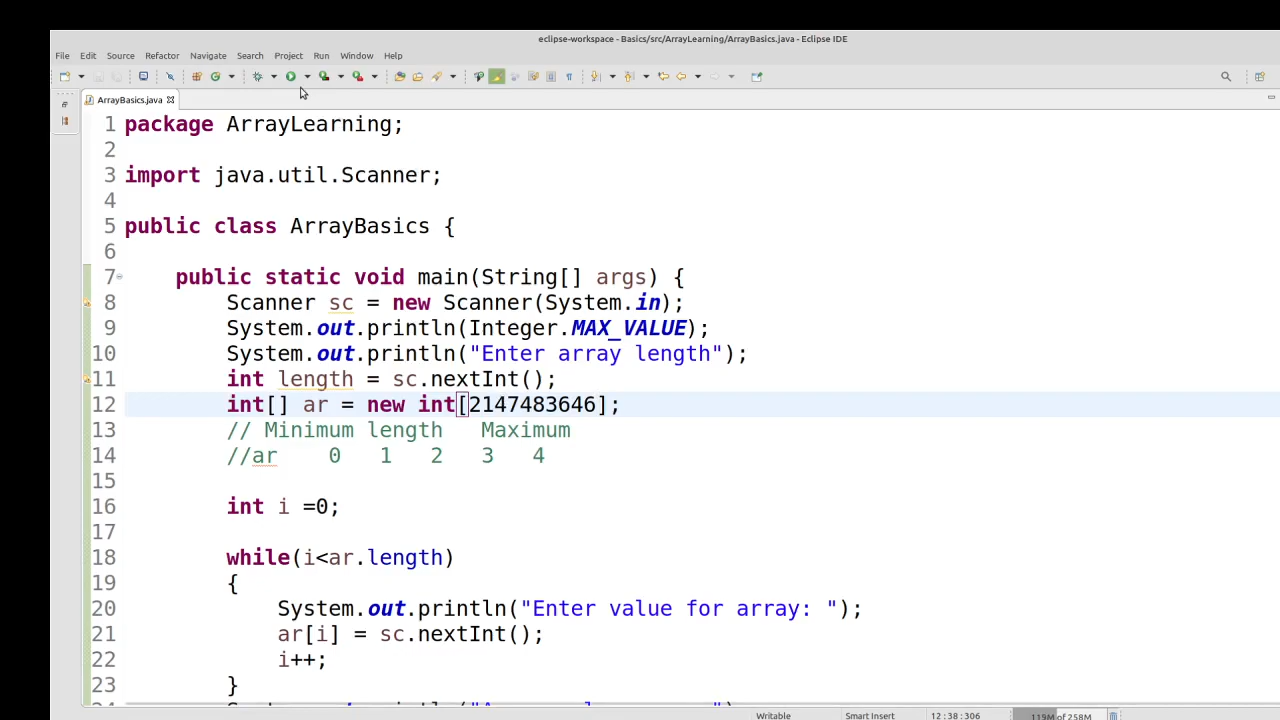 eclipse-workspace - Basics/src/ArrayLearning/ArrayBasics.java - Eclipse IDE
File Edit Source Refactor Navigate Search Project Run Window Help
ArrayBasics.java
1 package ArrayLearning;
2
3 import java.util.Scanner;
4
5 public class ArrayBasics {
6
7 public static void main(String[] args) {
8 Scanner sc = new Scanner(System.in);
9 System.out.println(Integer.MAX_VALUE);
10 System.out.println("Enter array length");
11 int length = sc.nextInt();
12 int[] ar = new int[2147483646];
13 // Minimum length Maximum
14 //ar 0 1 2 3 4
15
16 int i =0;
17
18 while(i<ar.length)
19 {
20 System.out.println("Enter value for array: ");
21 ar[i] = sc.nextInt();
22 i++;
23 }
Writable Smart Insert 12:38:306 119M of 258M